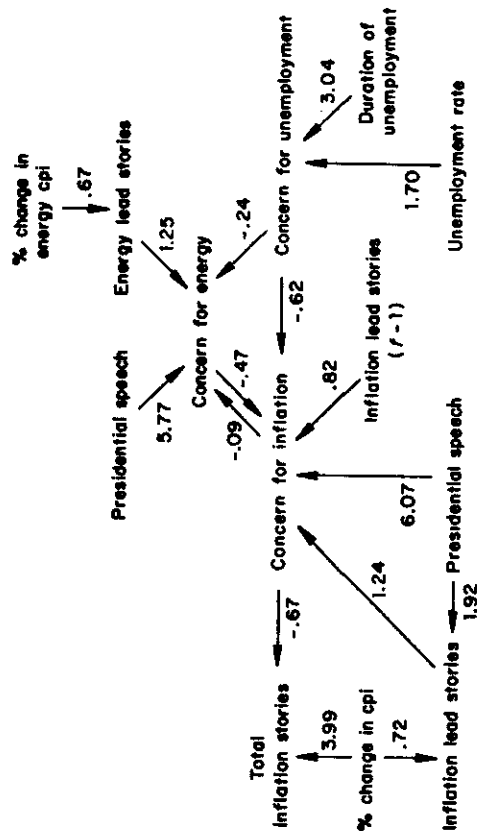 % change in
energy cpi
.67
Presidential speech
Energy lead stories
5.77
1.25
Concern for energy
-.09
-.47
-.24
Total
Inflation stories
-.67
Concern for inflation
-.62
Concern for unemployment
3.99
.82
3.04
% change in cpi
1.24
Inflation lead stories
Duration of
unemployment
.72
6.07
1.70
Inflation lead stories
1.92
Presidential speech
Unemployment rate